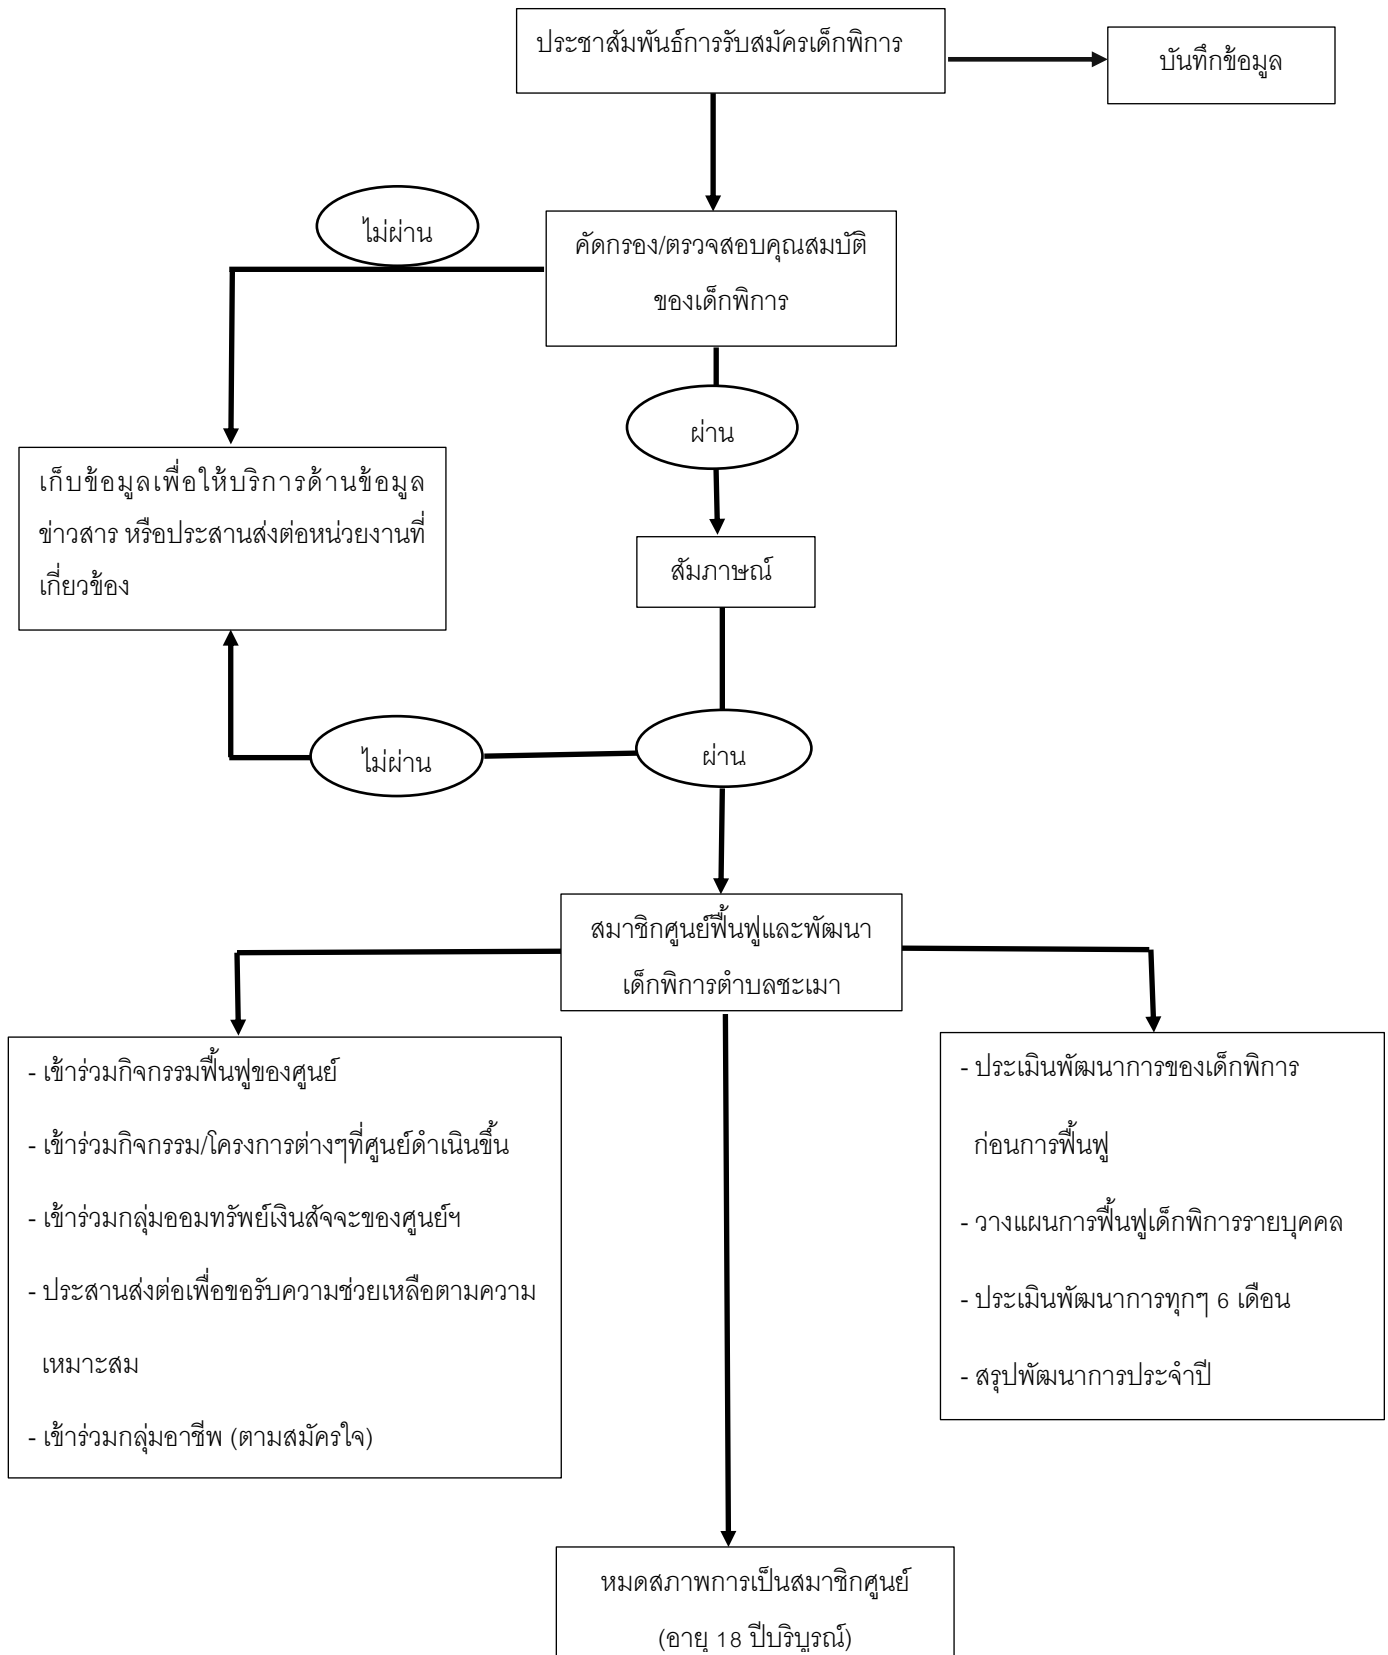 ประชาสัมพันธ์การรับสมัครเด็กพิการ
บันทึกข้อมูล
ไม่ผ่าน
คัดกรอง/ตรวจสอบคุณสมบัติ
ของเด็กพิการ
ผ่าน
เก็บข้อมูลเพื่อให้บริการด้านข้อมูล
ข่าวสาร หรือประสานส่งต่อหน่วยงานที่
เกี่ยวข้อง
สัมภาษณ์
ไม่ผ่าน
ผ่าน
สมาชิกศูนย์ฟื้นฟูและพัฒนา
เด็กพิการตำบลชะเมา
- เข้าร่วมกิจกรรมฟื้นฟูของศูนย์
- เข้าร่วมกิจกรรม/โครงการต่างๆที่ศูนย์ดำเนินขึ้น
- เข้าร่วมกลุ่มออมทรัพย์เงินสัจจะของศูนย์ฯ
- ประสานส่งต่อเพื่อขอรับความช่วยเหลือตามความ
เหมาะสม
- เข้าร่วมกลุ่มอาชีพ (ตามสมัครใจ)
- ประเมินพัฒนาการของเด็กพิการ
ก่อนการฟื้นฟู
- วางแผนการฟื้นฟูเด็กพิการรายบุคคล
- ประเมินพัฒนาการทุกๆ 6 เดือน
- สรุปพัฒนาการประจำปี
หมดสภาพการเป็นสมาชิกศูนย์
(อายุ 18 ปีบริบูรณ์)